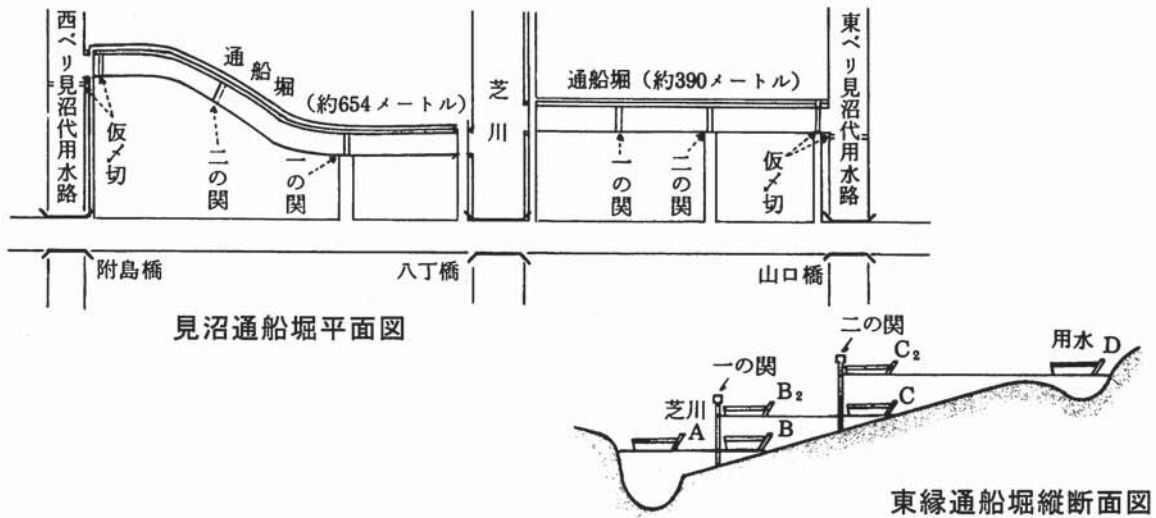 西ベリ見沼代用水路
仮〆切
通船堀
(約654メートル)
二の関
一の関
芝川
通船堀(約390メートル)
一の関
二の関
仮〆切
東ベリ見沼代用水路
附島橋
八丁橋
山口橋
見沼通船堀平面図
二の関
一の関
芝川
A
B₂
B
C₂
C
用水 D
東縁通船堀縦断面図